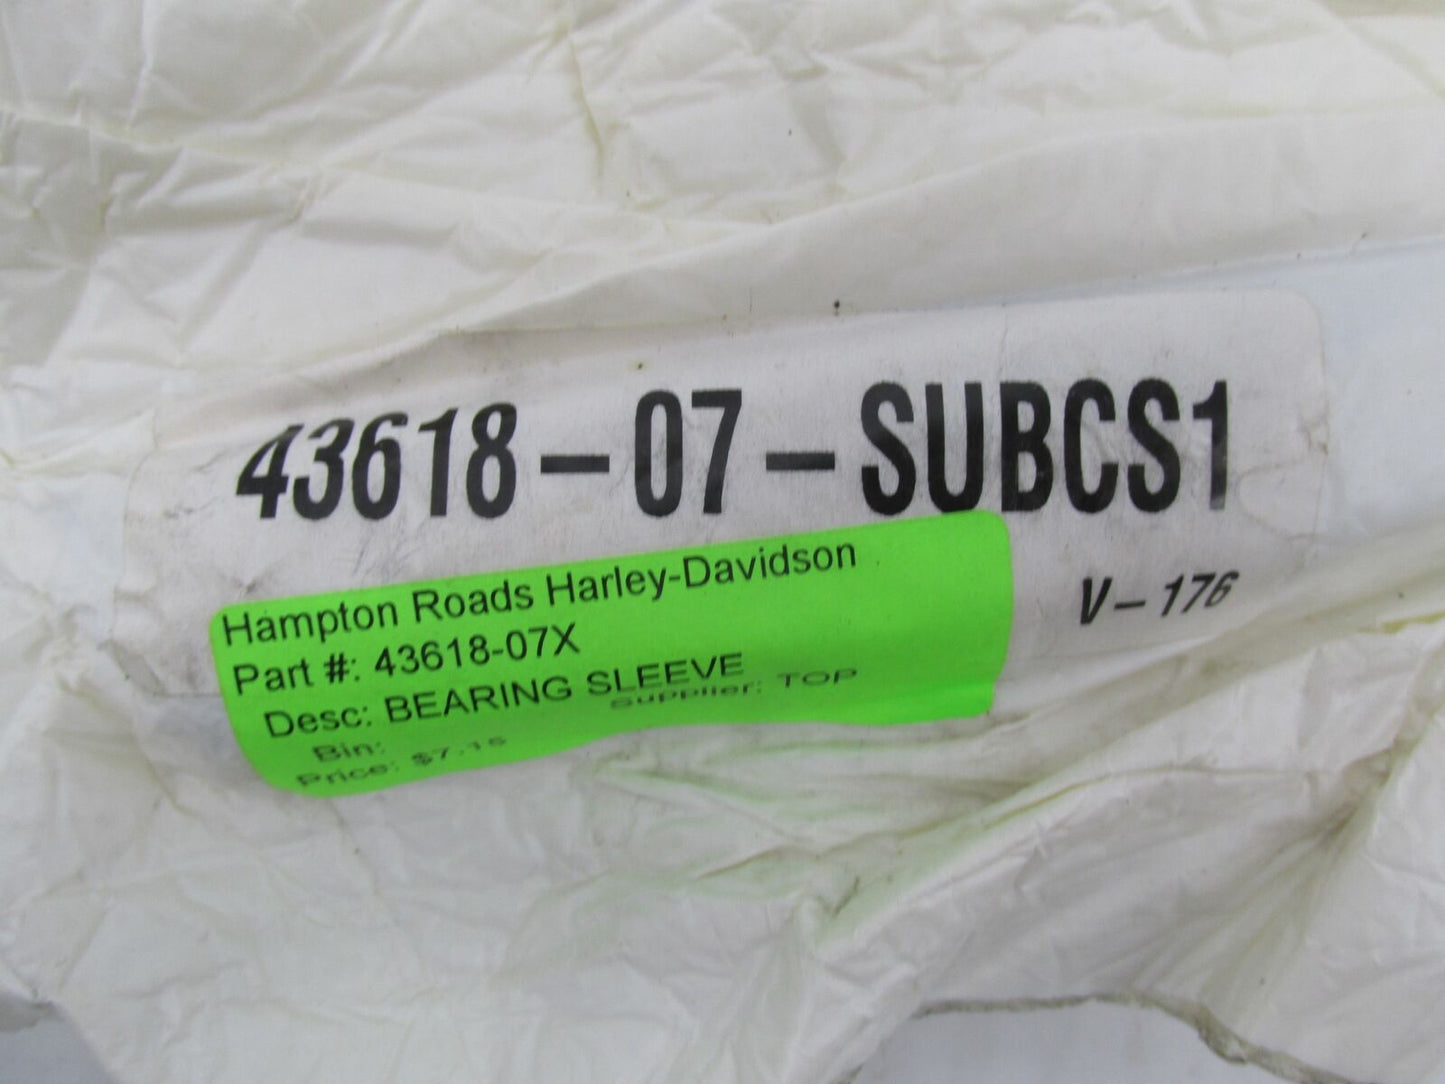 43618-07-SUBCS1
V-176
Hampton Roads Harley-Davidson
Part #: 43618-07X
Desc: BEARING SLEEVE
Bin: Supplier: TOP
Price: $7.15